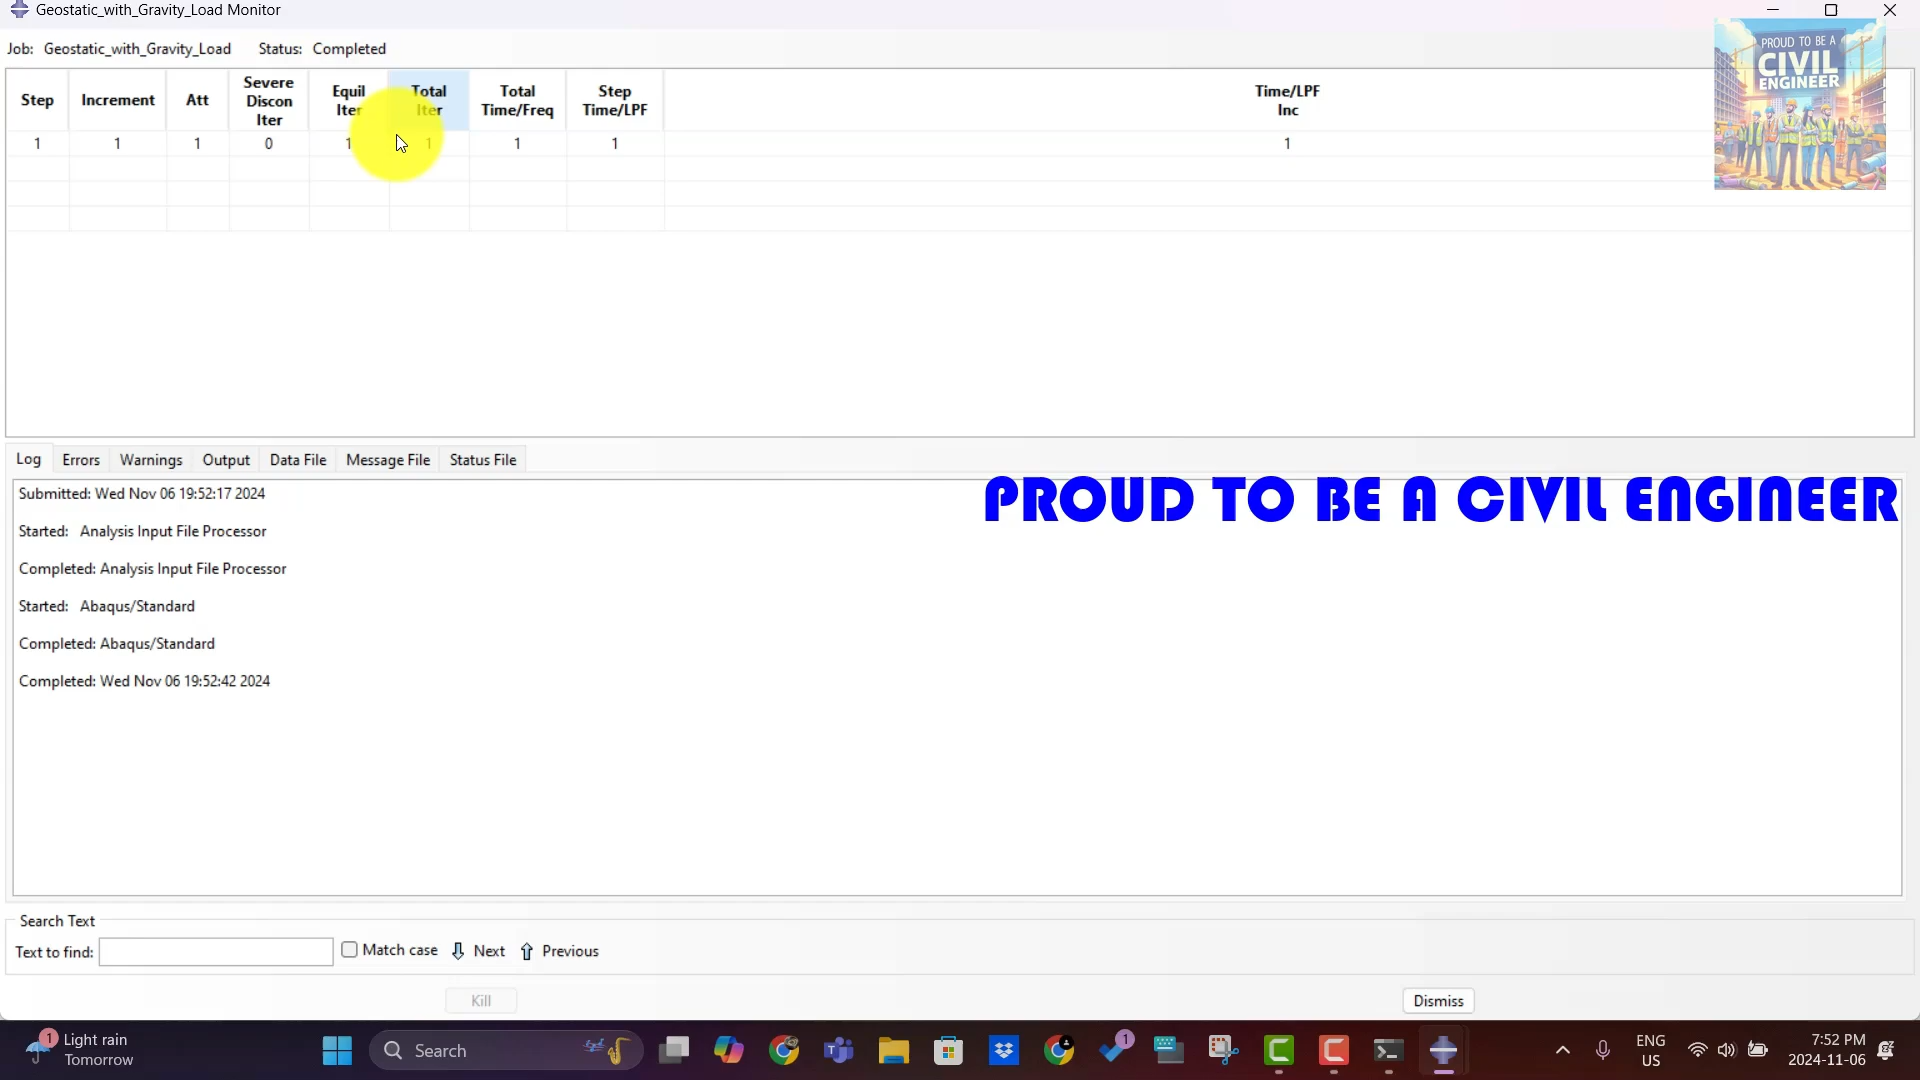 Geostatic_with_Gravity_Load Monitor
Job: Geostatic_with_Gravity_Load Status: Completed
Step Increment Att Severe Discon Iter Equil Iter Total Iter Total Time/Freq Step Time/LPF Time/LPF Inc
1 1 1 0 1 1 1 1 1
PROUD TO BE A
CIVIL
ENGINEER
Log Errors Warnings Output Data File Message File Status File
Submitted: Wed Nov 06 19:52:17 2024
PROUD TO BE A CIVIL ENGINEER
Started: Analysis Input File Processor
Completed: Analysis Input File Processor
Started: Abaqus/Standard
Completed: Abaqus/Standard
Completed: Wed Nov 06 19:52:42 2024
Search Text
Text to find: Match case Next Previous
Kill Dismiss
1 Light rain
Tomorrow
Search
1
ENG
US
7:52 PM
2024-11-06